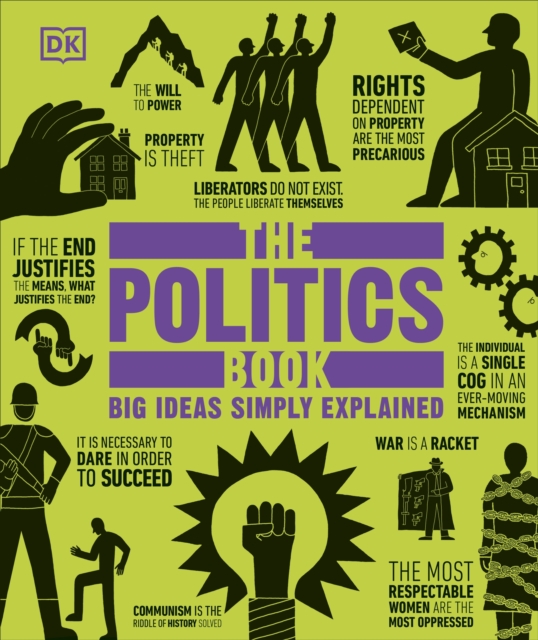 DK
THE WILL
TO POWER
PROPERTY
IS THEFT
LIBERATORS DO NOT EXIST.
THE PEOPLE LIBERATE THEMSELVES
RIGHTS
DEPENDENT
ON PROPERTY
ARE THE MOST
PRECARIOUS
IF THE END
JUSTIFIES
THE MEANS, WHAT
JUSTIFIES THE END?
THE
POLITICS
BOOK
BIG IDEAS SIMPLY EXPLAINED
THE INDIVIDUAL
IS A SINGLE
COG IN AN
EVER-MOVING
MECHANISM
IT IS NECESSARY TO
DARE IN ORDER
TO SUCCEED
WAR IS A RACKET
COMMUNISM IS THE
RIDDLE OF HISTORY SOLVED
THE MOST
RESPECTABLE
WOMEN ARE THE
MOST OPPRESSED